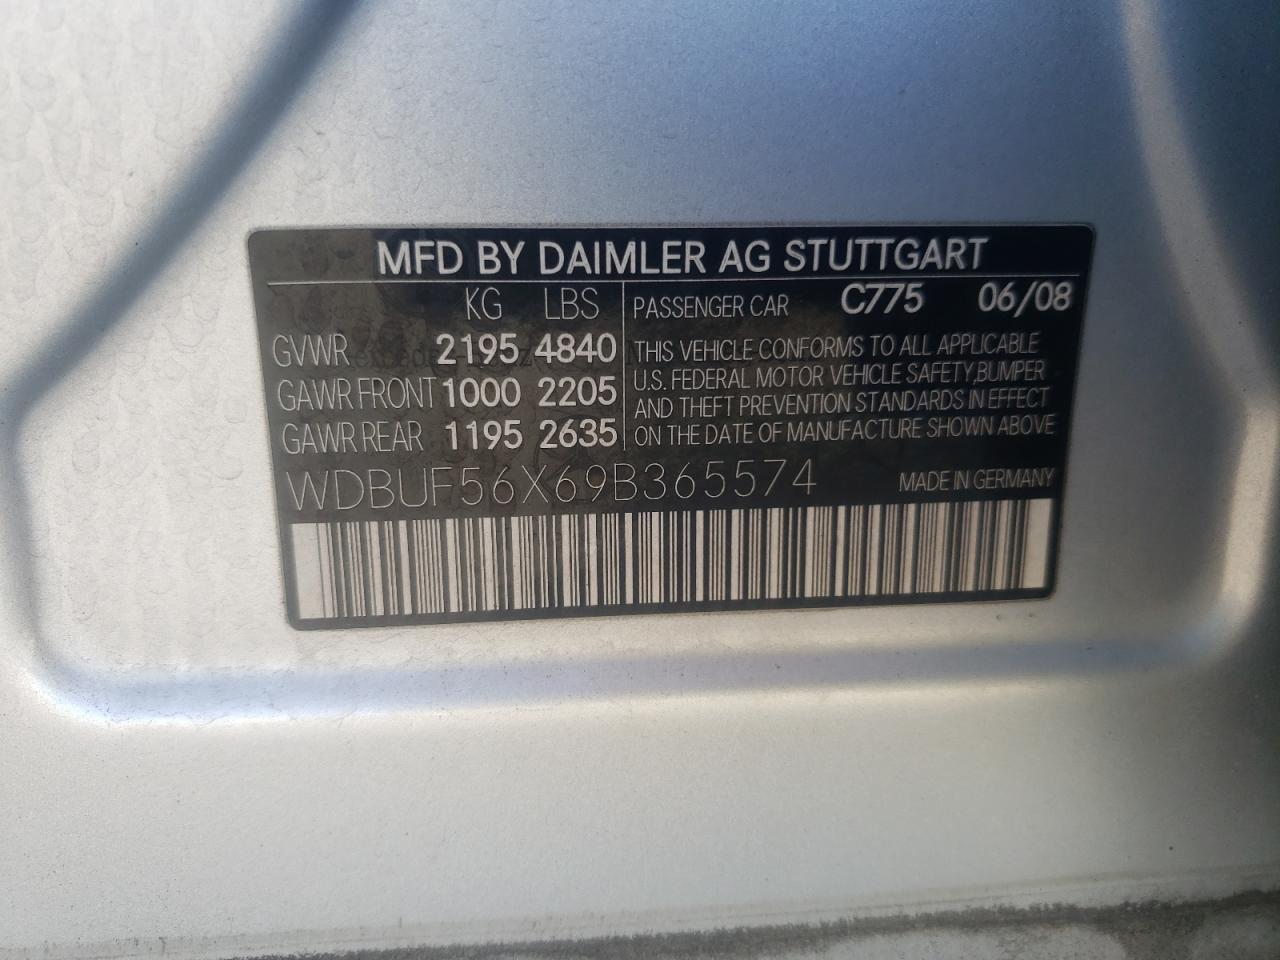 MFD BY DAIMLER AG STUTTGART
KG LBS
GVWR 2195 4840
GAWR FRONT 1000 2205
GAWR REAR 1195 2635
PASSENGER CAR C775 06/08
THIS VEHICLE CONFORMS TO ALL APPLICABLE
U.S. FEDERAL MOTOR VEHICLE SAFETY,BUMPER
AND THEFT PREVENTION STANDARDS IN EFFECT
ON THE DATE OF MANUFACTURE SHOWN ABOVE
WDBUF56X69B365574 MADE IN GERMANY